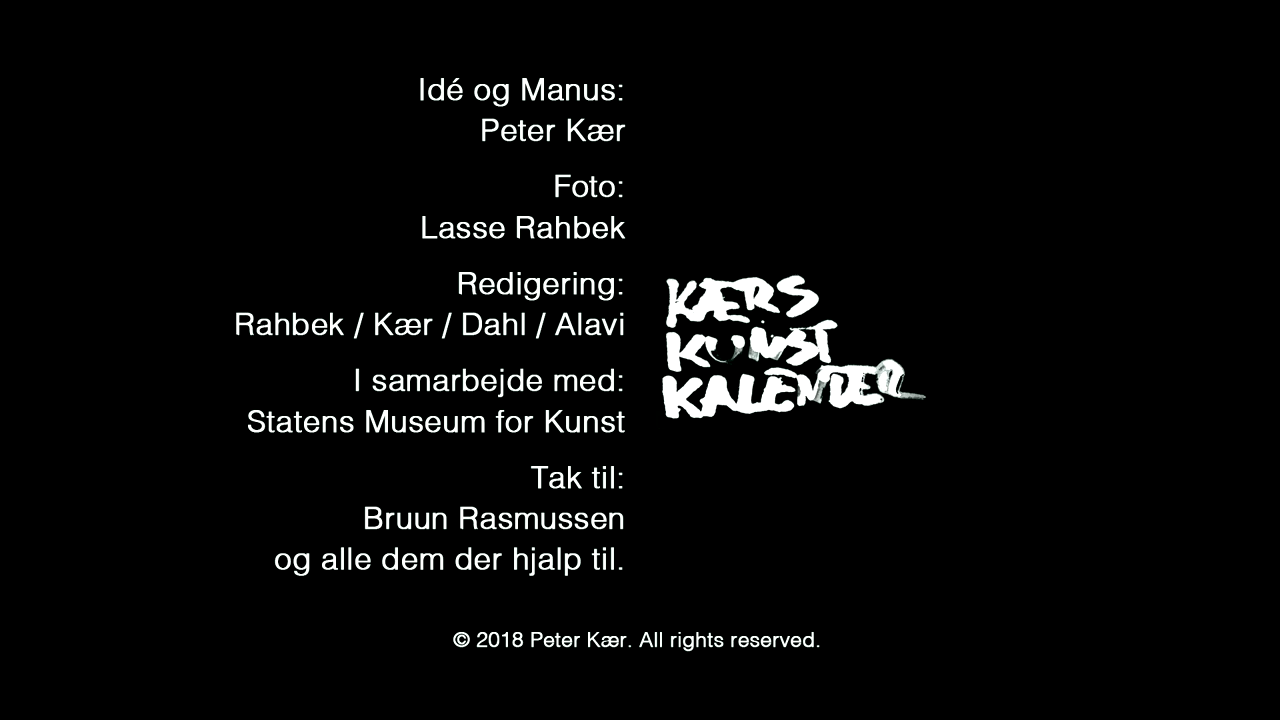 Idé og Manus:
Peter Kær
Foto:
Lasse Rahbek
Redigering:
Rahbek / Kær / Dahl / Alavi
I samarbejde med:
Statens Museum for Kunst
Tak til:
Bruun Rasmussen
og alle dem der hjalp til.
KÆRS
KUNST
KALENDER
© 2018 Peter Kær. All rights reserved.